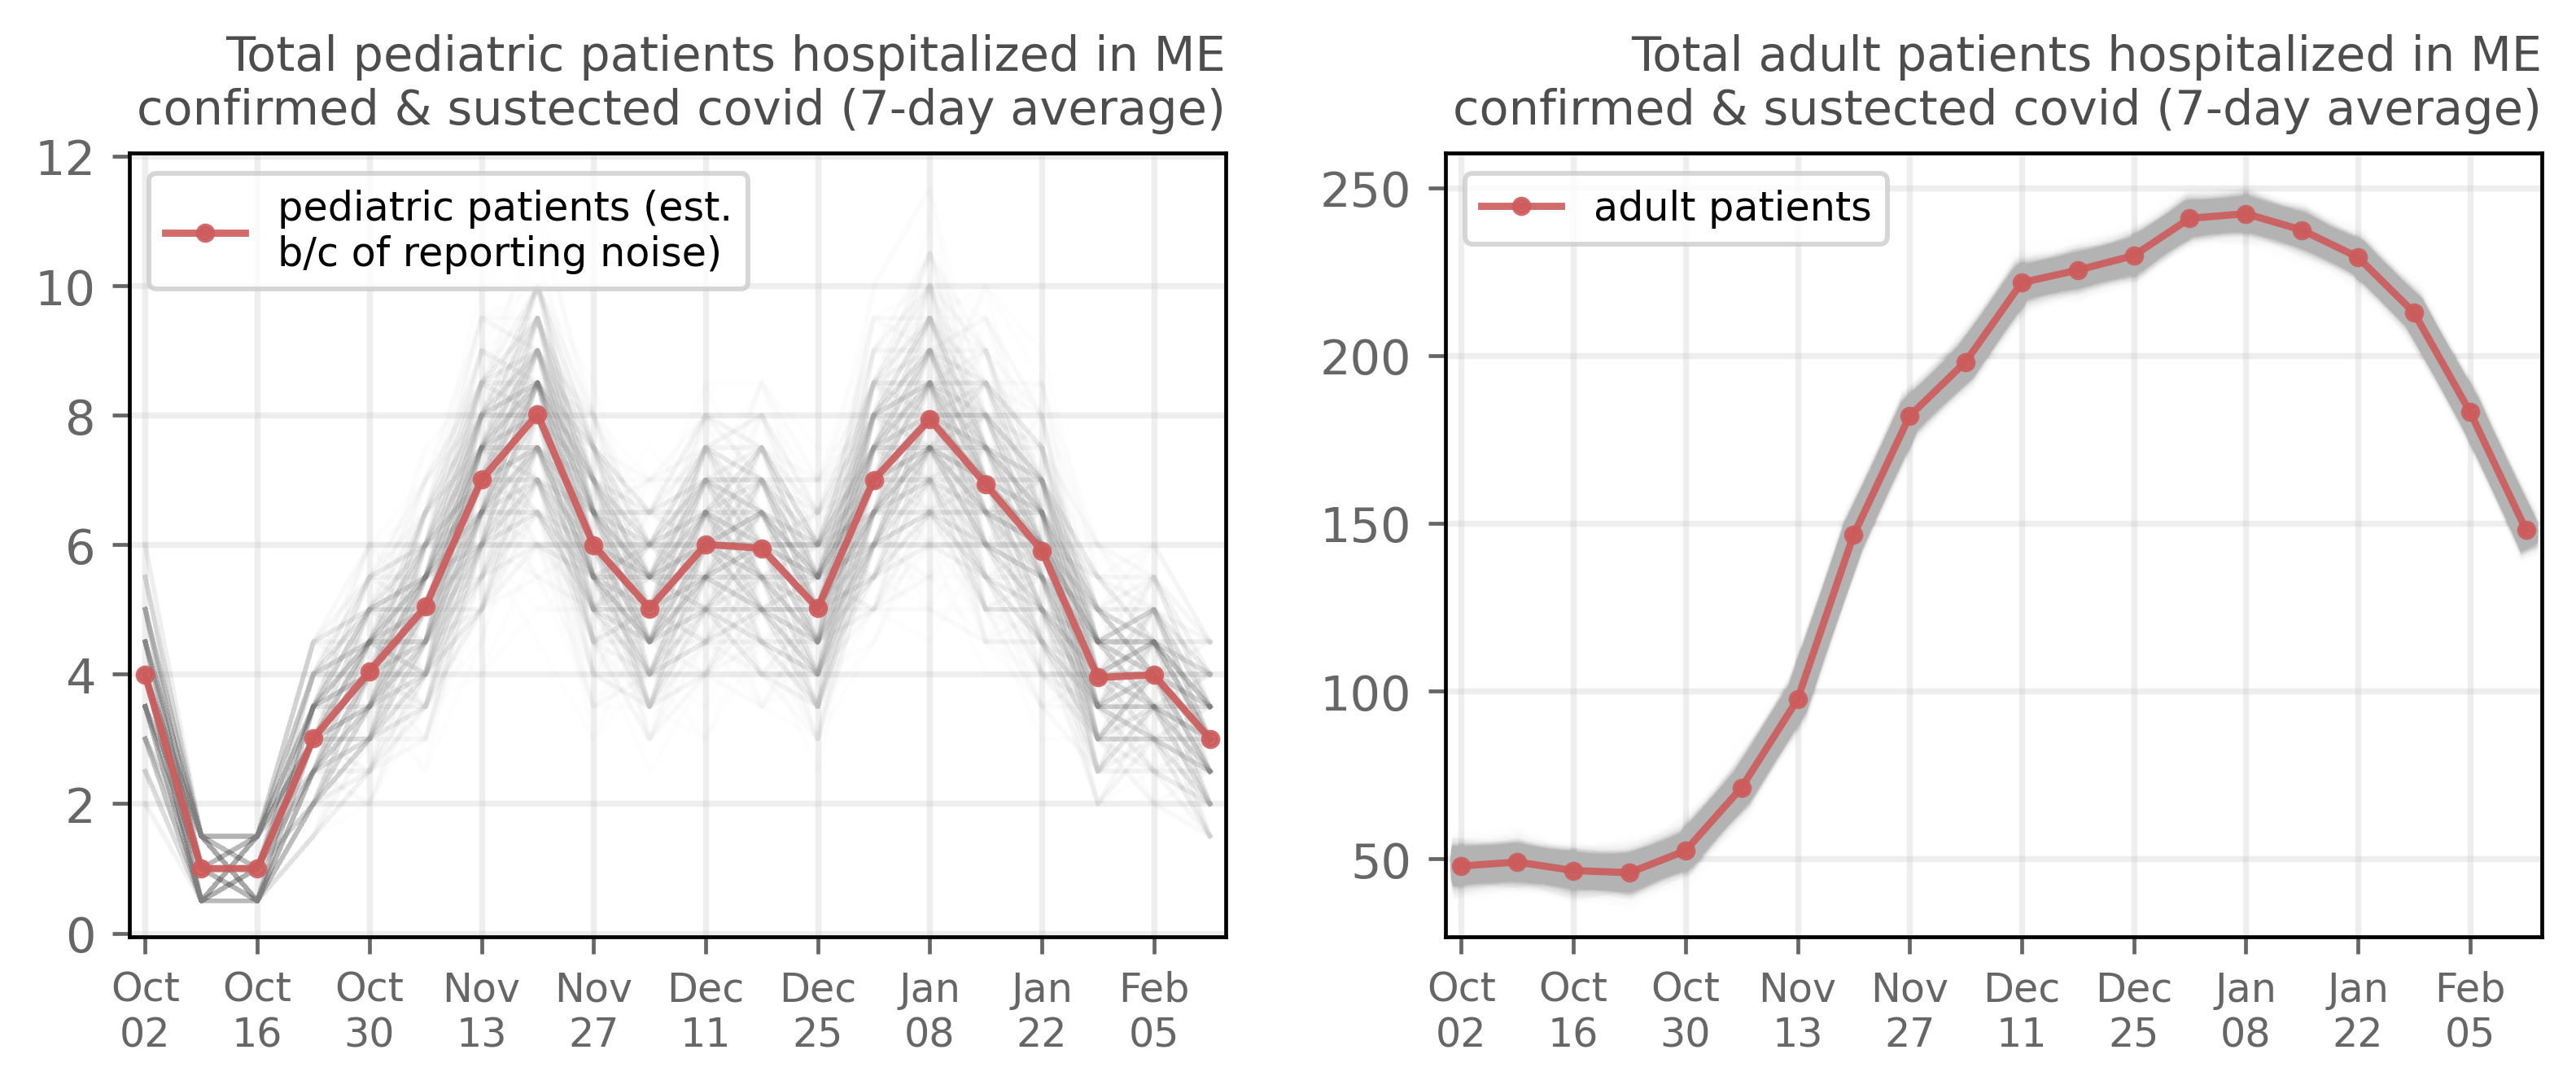 Total pediatric patients hospitalized in ME
confirmed & sustected covid (7-day average)
12
10
8
6
4
2
0
pediatric patients (est.
b/c of reporting noise)
Oct Oct Oct Nov Nov Dec Dec Jan Jan Feb
02 16 30 13 27 11 25 08 22 05
Total adult patients hospitalized in ME
confirmed & sustected covid (7-day average)
250
200
150
100
50
adult patients
Oct Oct Oct Nov Nov Dec Dec Jan Jan Feb
02 16 30 13 27 11 25 08 22 05